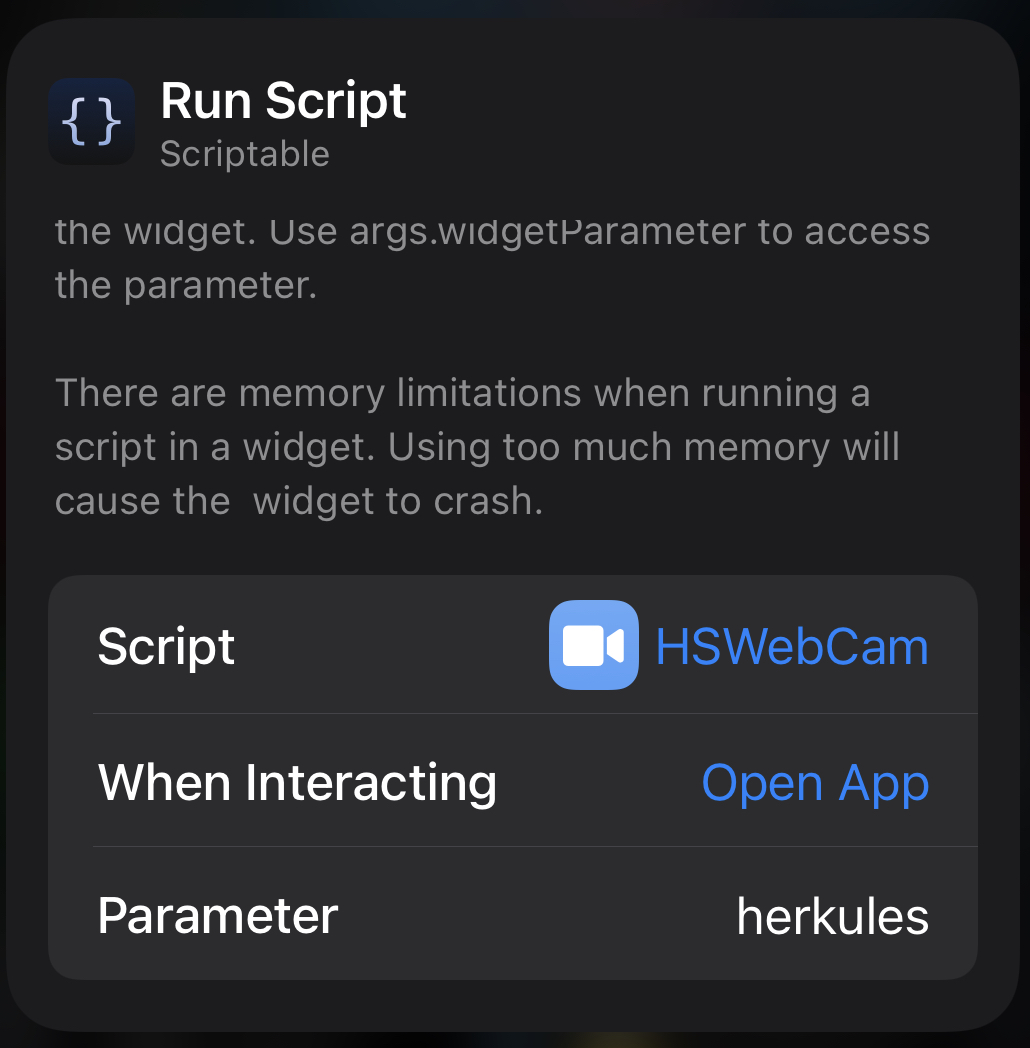 { }
Run Script
Scriptable
the widget. Use args.widgetParameter to access
the parameter.
There are memory limitations when running a
script in a widget. Using too much memory will
cause the  widget to crash.
Script HSWebCam
When Interacting Open App
Parameter herkules